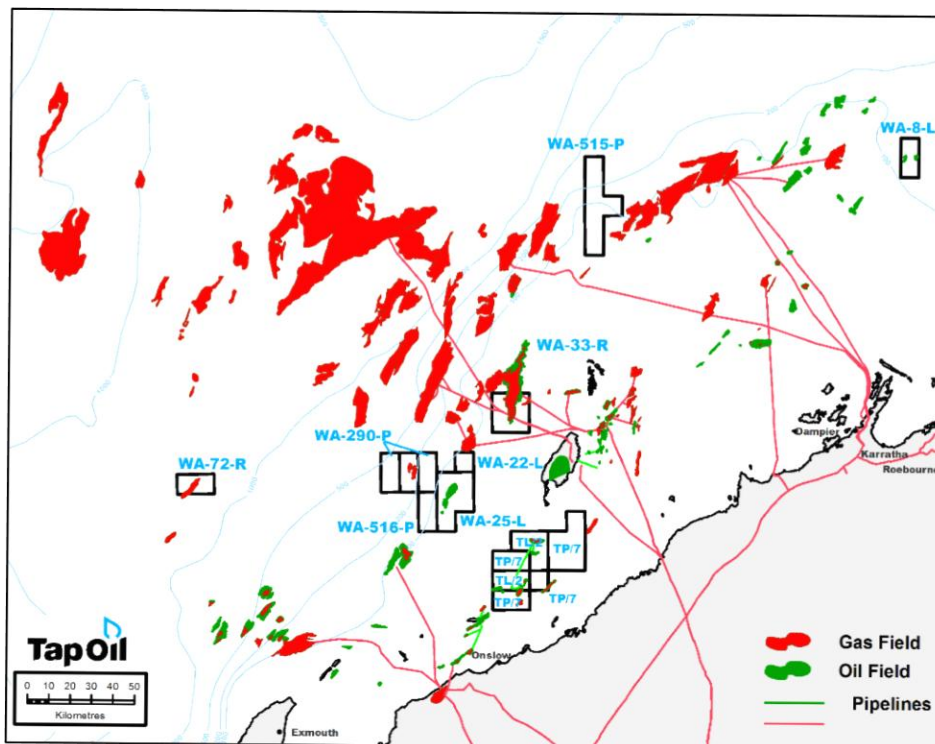 WA-8-L
WA-515-P
WA-33-R
WA-290-P
WA-72-R
WA-22-L
WA-516-P
WA-25-L
TL/2
TP/7
TP/7
TL/2
TP/7
TP/7
Dampier
Karratha
Roebourne
Onslow
Exmouth
Tap Oil
0 10 20 30 40 50
Kilometres
Gas Field
Oil Field
Pipelines